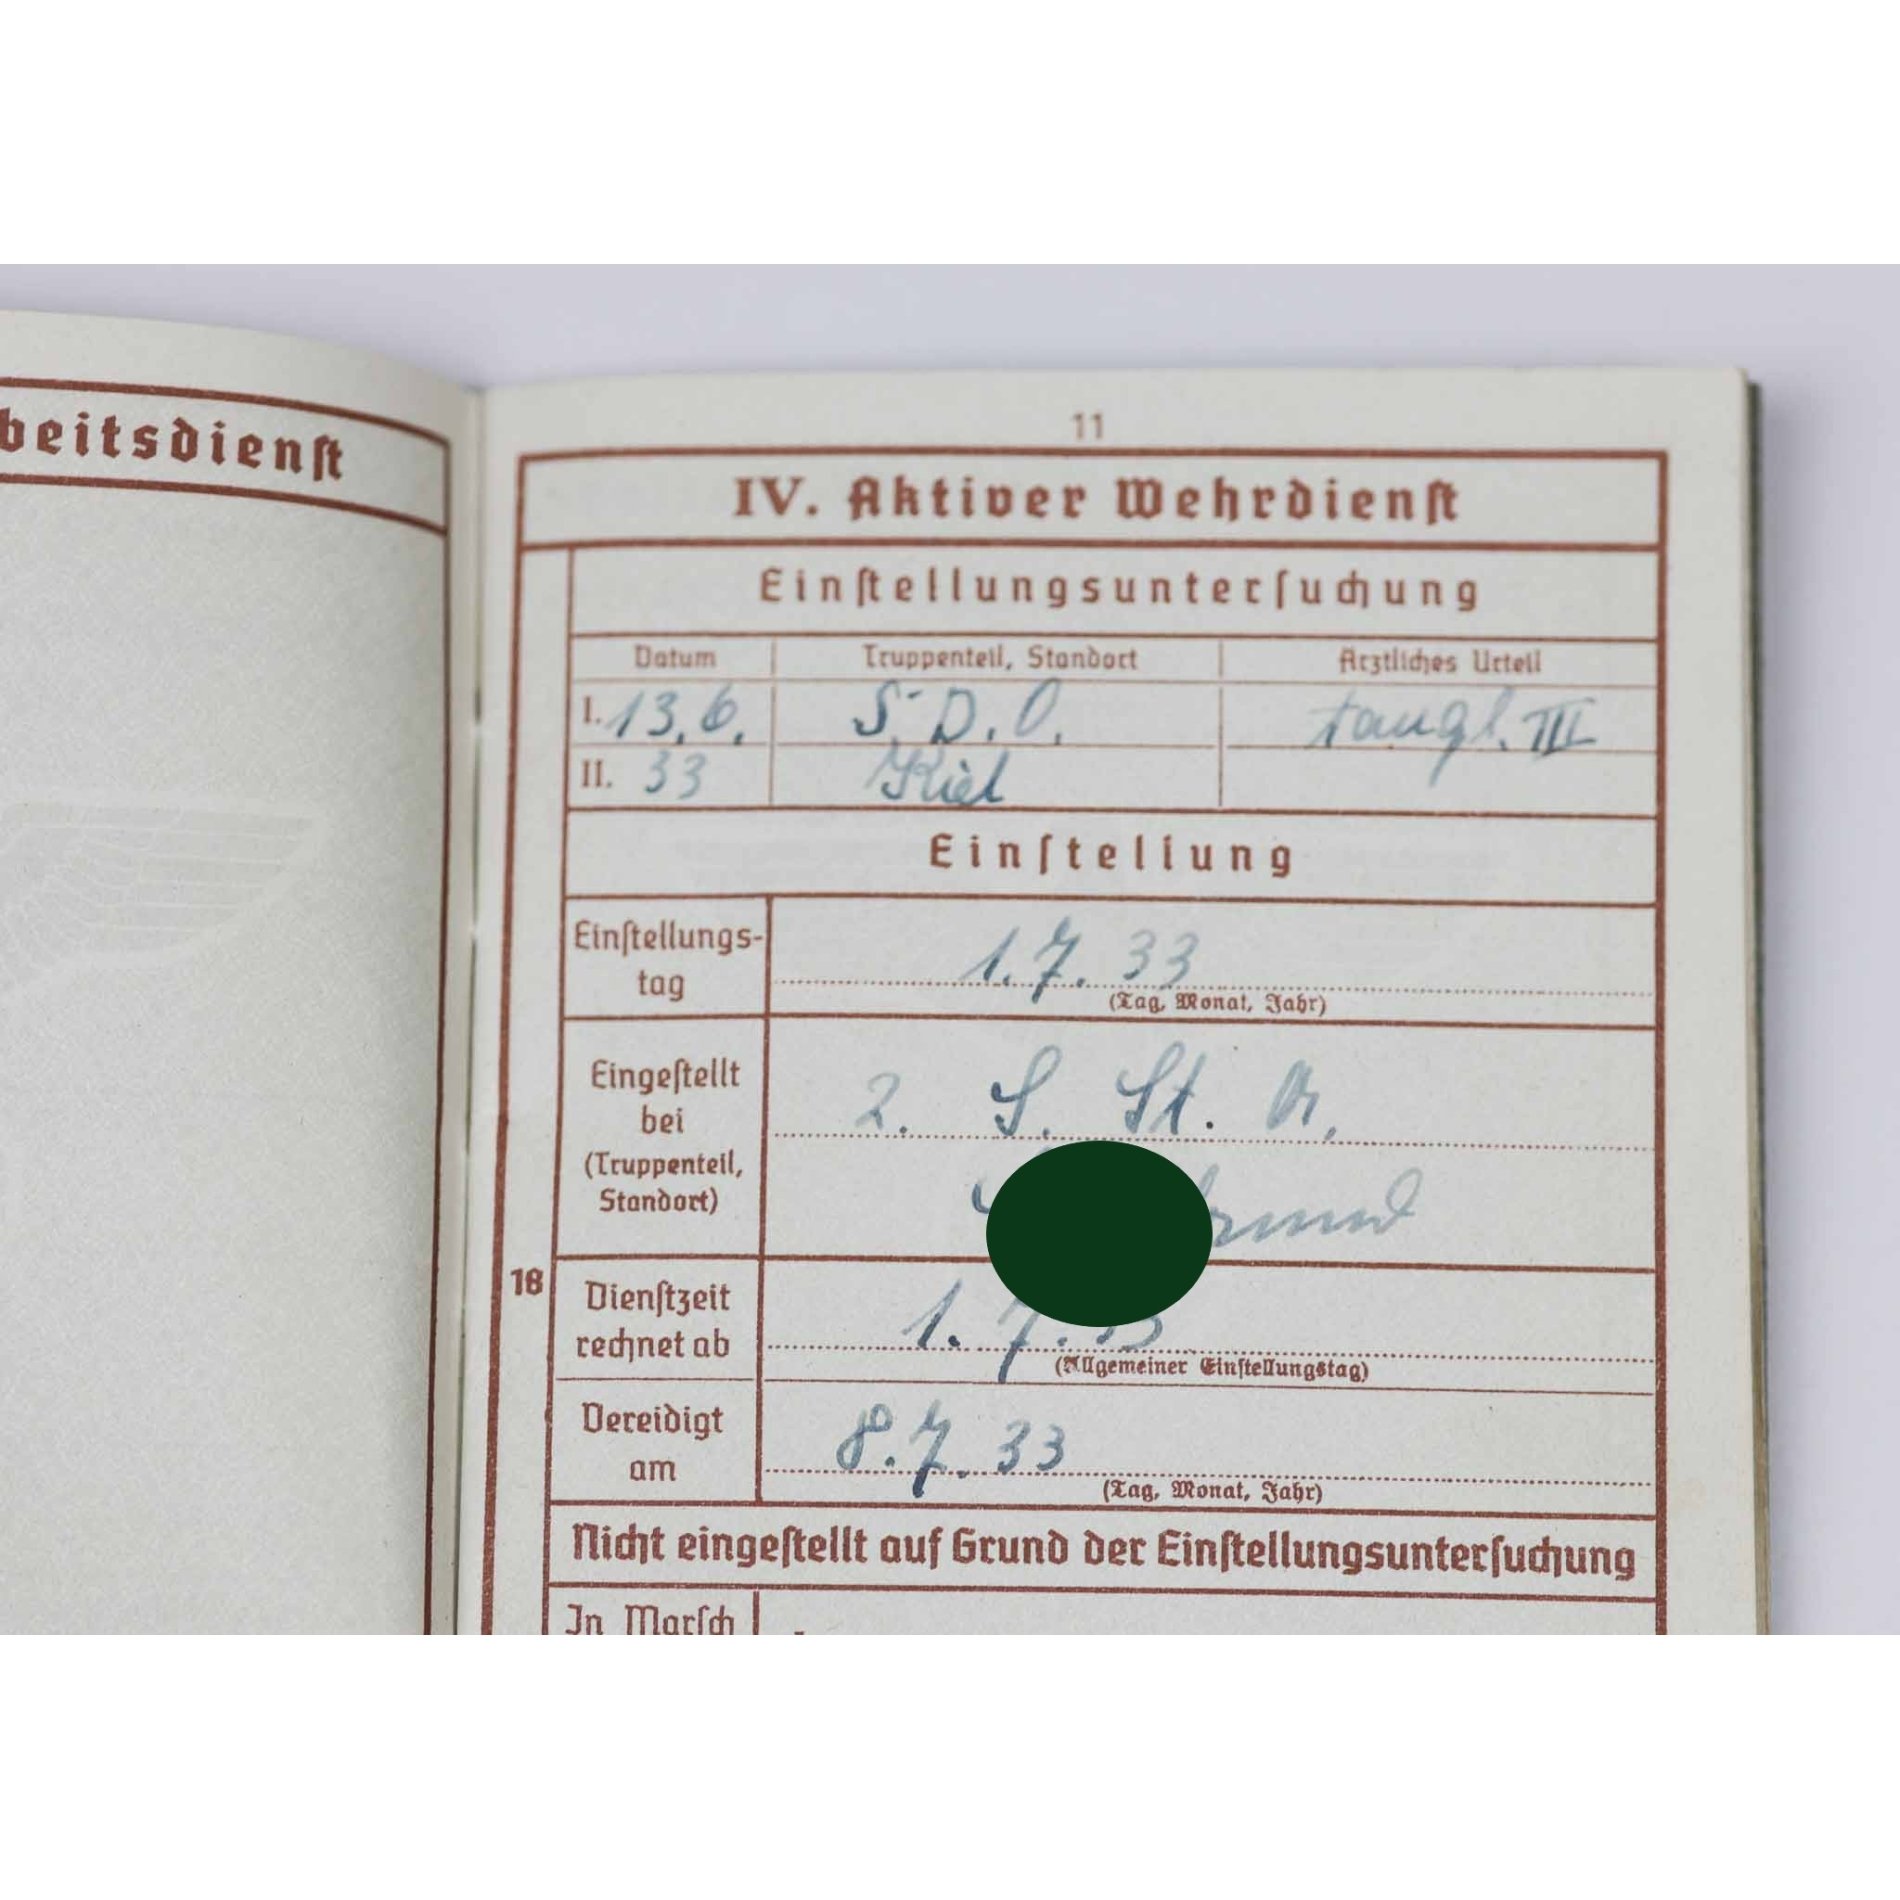 beitsdienst
11
IV. Aktiver Wehrdienst
Einstellungsuntersuchung
Datum Truppenteil, Standort Ärztliches Urteil
I. 13.6. S. D. O. taugl. III
II. 33 Kiel
Einstellung
Einstellungs-
tag
1.7.33
(Tag, Monat, Jahr)
Eingestellt
bei
(Truppenteil,
Standort)
2. S. St. A.
18
Dienstzeit
rechnet ab
1. 7.
(Allgemeiner Einstellungstag)
Vereidigt
am
8.7.33
(Tag, Monat, Jahr)
Nicht eingestellt auf Grund der Einstellungsuntersuchung
In Marsch